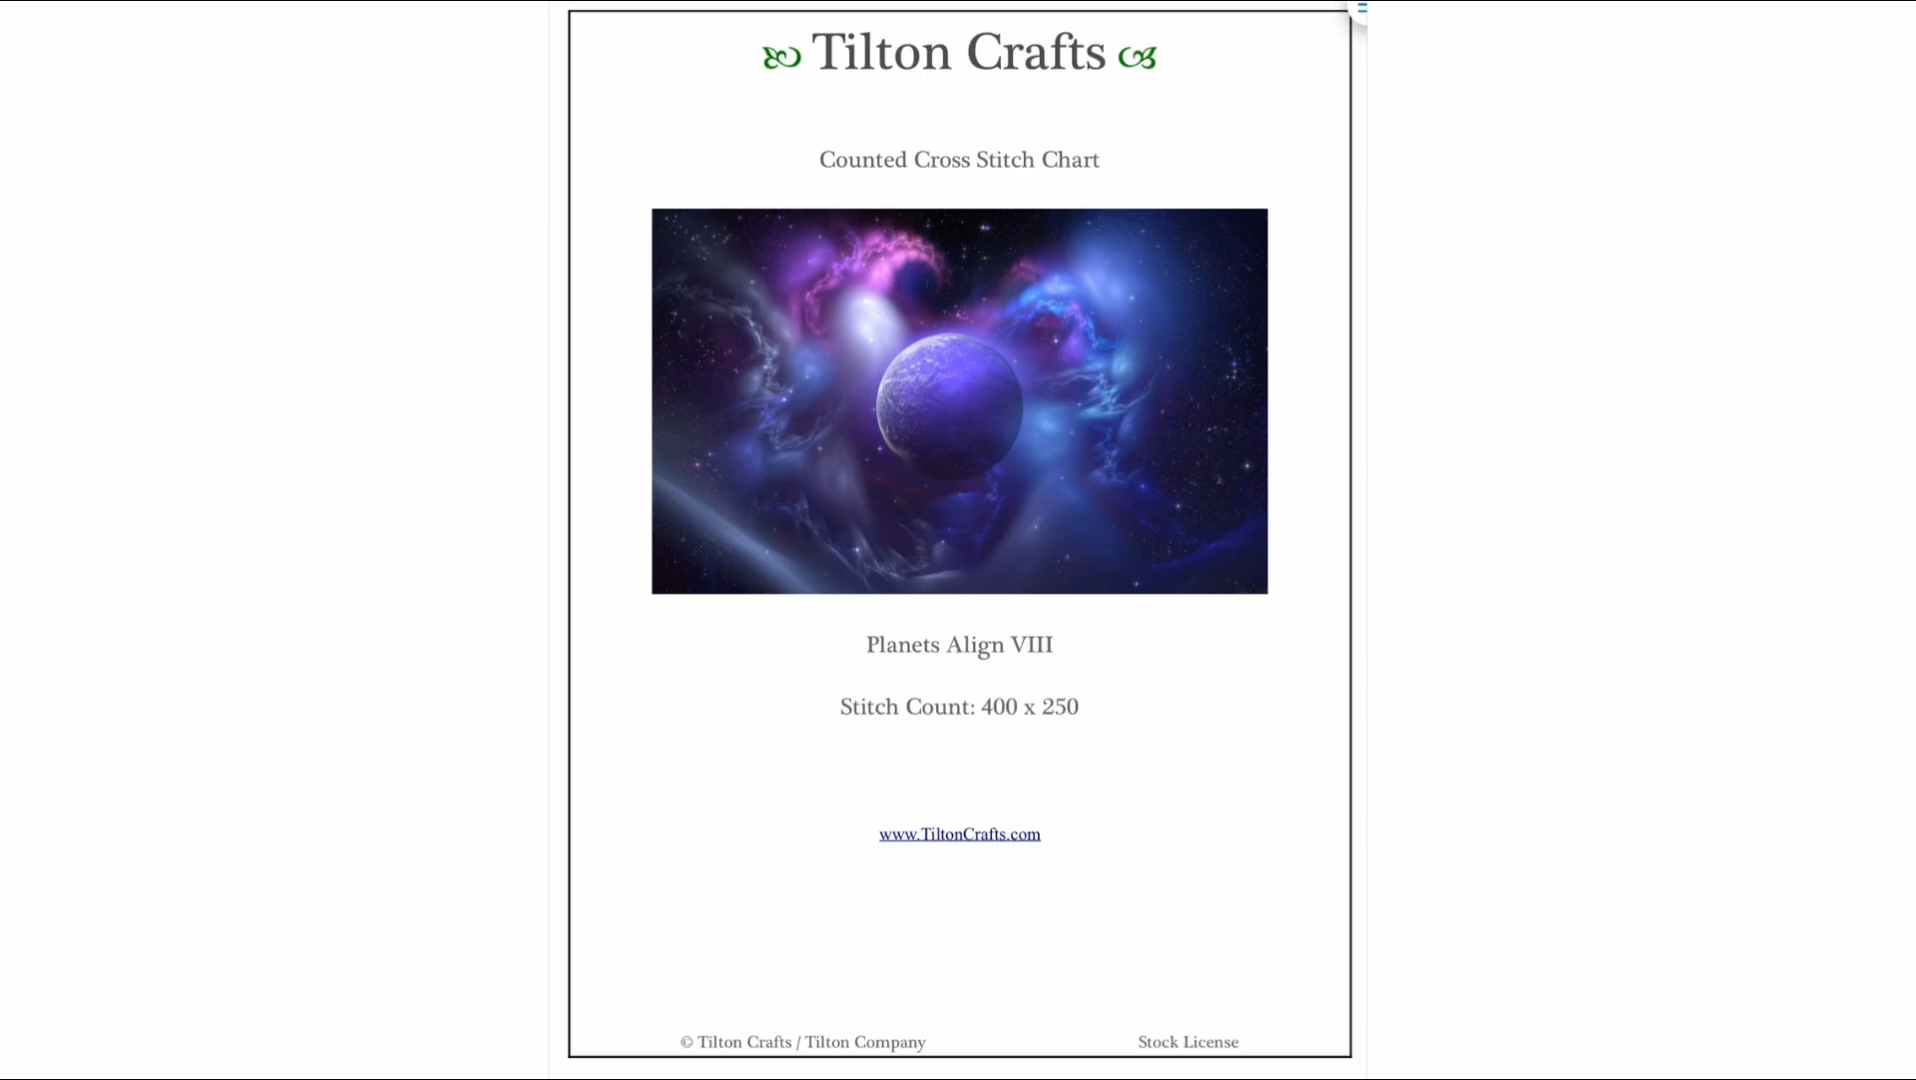 Tilton Crafts
Counted Cross Stitch Chart
Planets Align VIII
Stitch Count: 400 x 250
www.TiltonCrafts.com
© Tilton Crafts / Tilton Company
Stock License